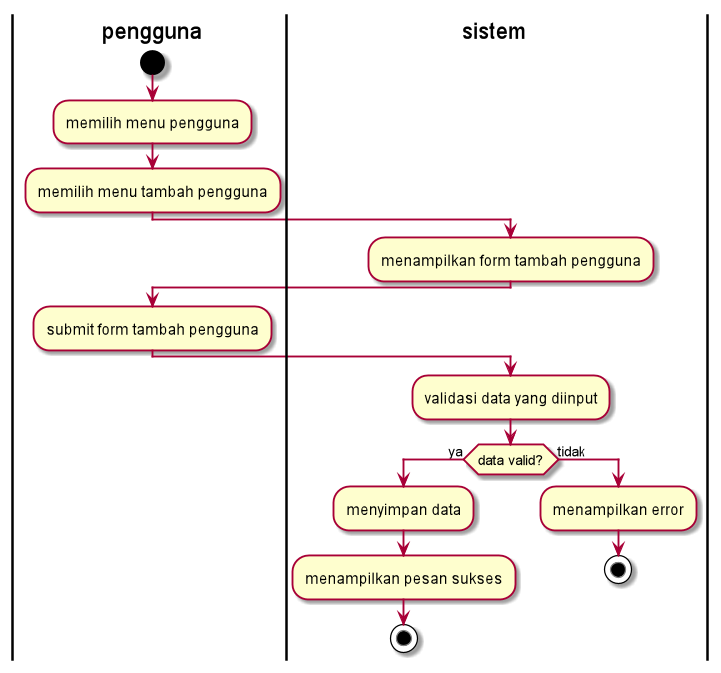 pengguna
sistem
memilih menu pengguna
memilih menu tambah pengguna
menampilkan form tambah pengguna
submit form tambah pengguna
validasi data yang diinput
ya
data valid?
tidak
menyimpan data
menampilkan error
menampilkan pesan sukses